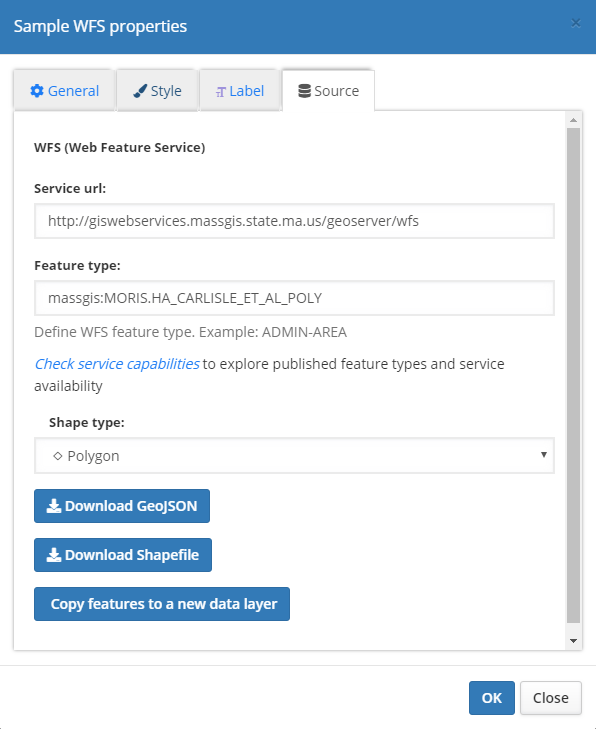 Sample WFS properties
×
General Style Label Source
WFS (Web Feature Service)
Service url:
http://giswebservices.massgis.state.ma.us/geoserver/wfs
Feature type:
massgis:MORIS.HA_CARLISLE_ET_AL_POLY
Define WFS feature type. Example: ADMIN-AREA
Check service capabilities to explore published feature types and service
availability
Shape type:
Polygon
Download GeoJSON
Download Shapefile
Copy features to a new data layer
OK Close